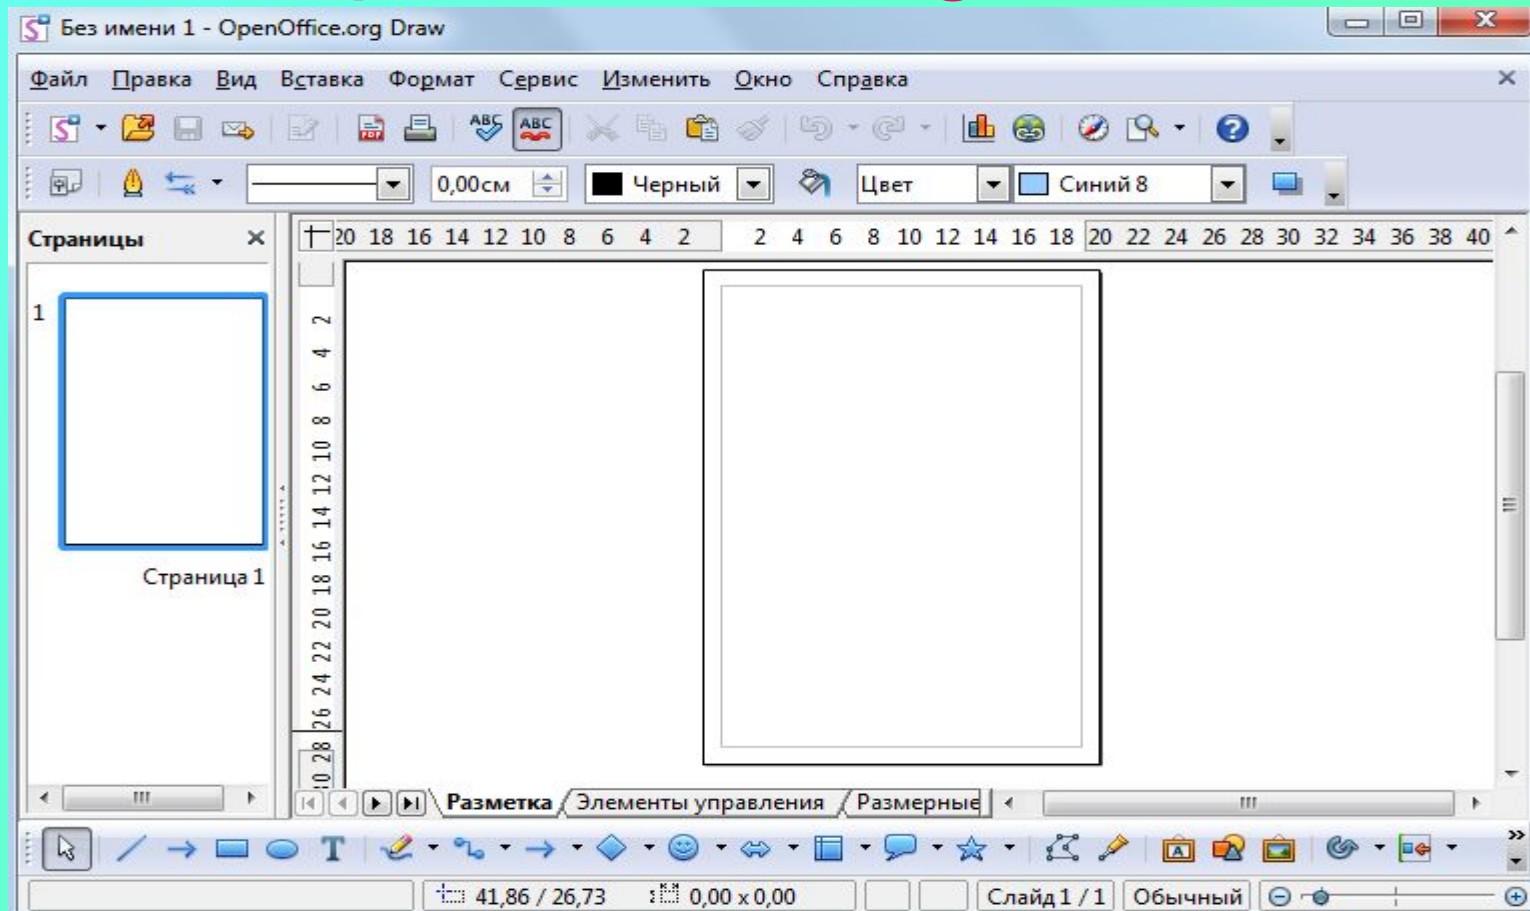 Без имени 1 - OpenOffice.org Draw
Файл Правка Вид Вставка Формат Сервис Изменить Окно Справка
ABC ABC
0,00см Черный Цвет Синий 8
Страницы
20 18 16 14 12 10 8 6 4 2 2 4 6 8 10 12 14 16 18 20 22 24 26 28 30 32 34 36 38 40
1
2
4
6
8
10
12
14
16
18
20
22
24
26
28
Страница 1
Разметка Элементы управления Размерные
T
A
41,86 / 26,73 0,00 x 0,00 Слайд 1 / 1 Обычный